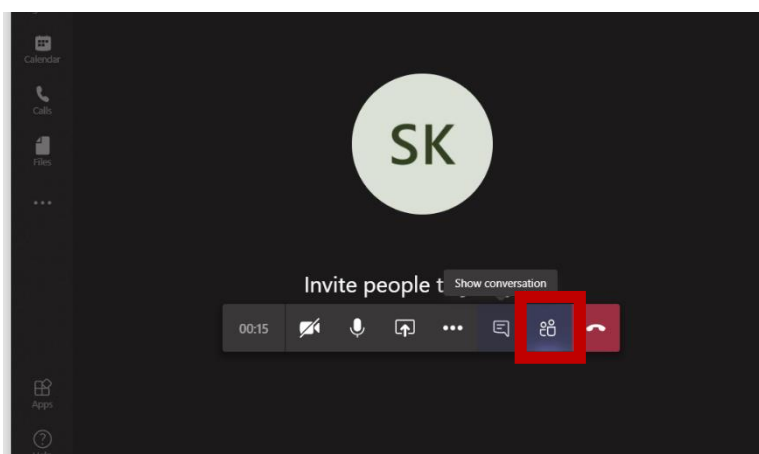 Calendar
Calls
Files
SK
Invite people t
Show conversation
00:15
Apps